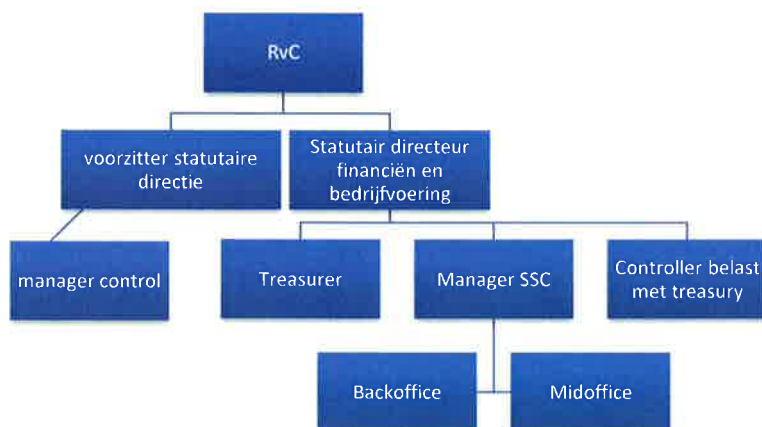 RvC
voorzitter statutaire
directie
Statutair directeur
financiën en
bedrijfvoering
manager control
Treasurer
Manager SSC
Controller belast
met treasury
Backoffice
Midoffice